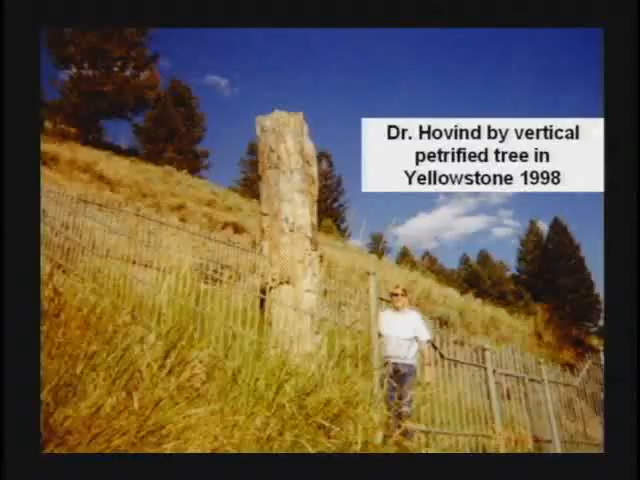 Dr. Hovind by vertical
petrified tree in
Yellowstone 1998